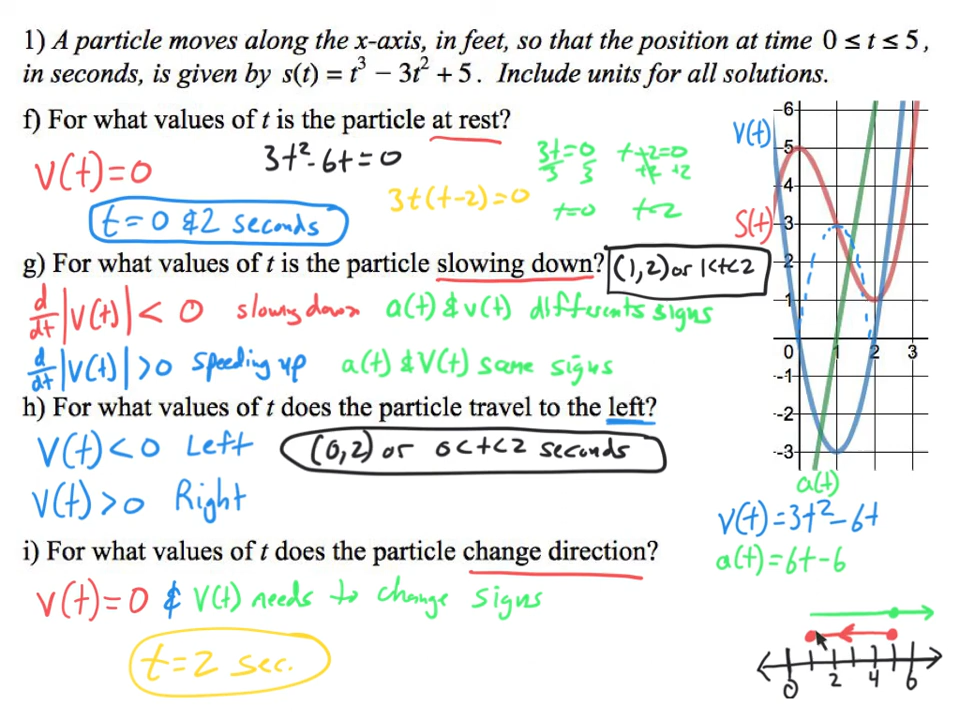 1) A particle moves along the x-axis, in feet, so that the position at time 0 ≤ t ≤ 5,
in seconds, is given by s(t) = t³ − 3t² + 5. Include units for all solutions.
f) For what values of t is the particle at rest?
v(t)=0
3t²-6t=0
3t(t-2)=0
3t=0 t-2=0
3 3 +2 +2
t=0 t=2
t=0 & 2 seconds
g) For what values of t is the particle slowing down?
(1,2) or 1<t<2
d/dt |v(t)| < 0 slowing down a(t) & v(t) differents signs
d/dt |v(t)| > 0 speeding up a(t) & v(t) same signs
h) For what values of t does the particle travel to the left?
v(t)<0 Left
(0,2) or 0<t<2 seconds
v(t)>0 Right
i) For what values of t does the particle change direction?
v(t)=0 & v(t) needs to change signs
t=2 sec.
v(t)
s(t)
6
5
4
3
2
1
0 1 2 3
-1
-2
-3
a(t)
v(t)=3t²-6t
a(t)=6t-6
0 2 4 6